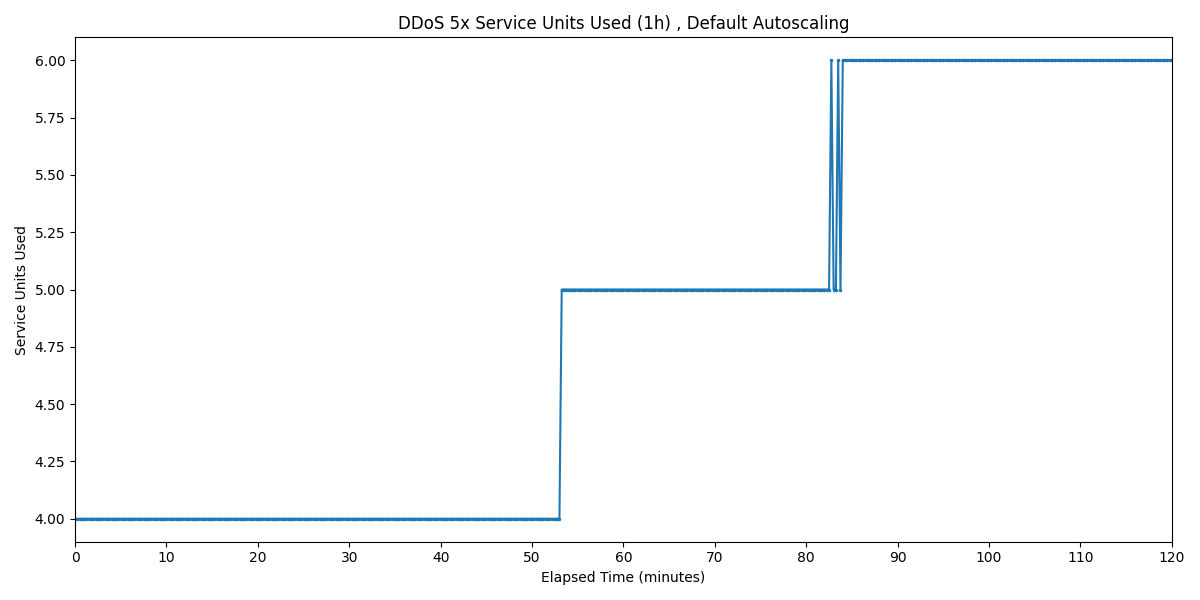 DDoS 5x Service Units Used (1h) , Default Autoscaling
Service Units Used
6.00
5.75
5.50
5.25
5.00
4.75
4.50
4.25
4.00
0 10 20 30 40 50 60 70 80 90 100 110 120
Elapsed Time (minutes)